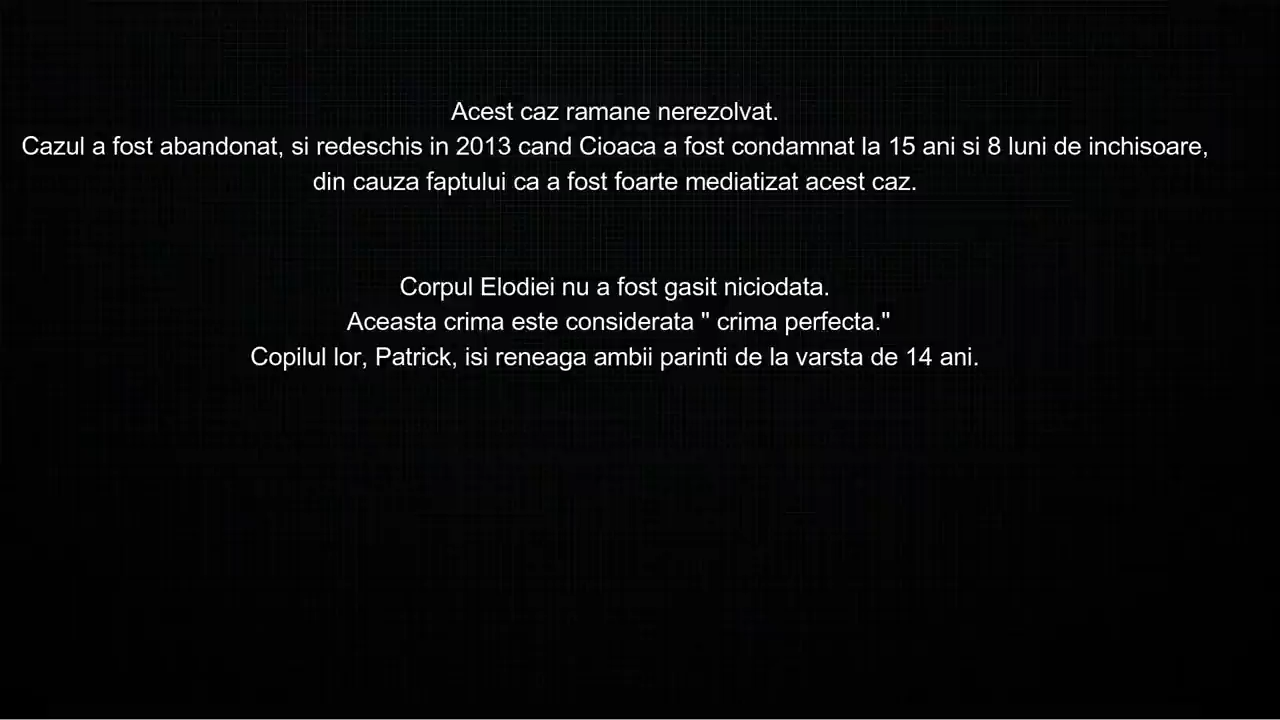 Acest caz ramane nerezolvat.
Cazul a fost abandonat, si redeschis in 2013 cand Cioaca a fost condamnat la 15 ani si 8 luni de inchisoare,
din cauza faptului ca a fost foarte mediatizat acest caz.
Corpul Elodiei nu a fost gasit niciodata.
Aceasta crima este considerata " crima perfecta."
Copilul lor, Patrick, isi reneaga ambii parinti de la varsta de 14 ani.